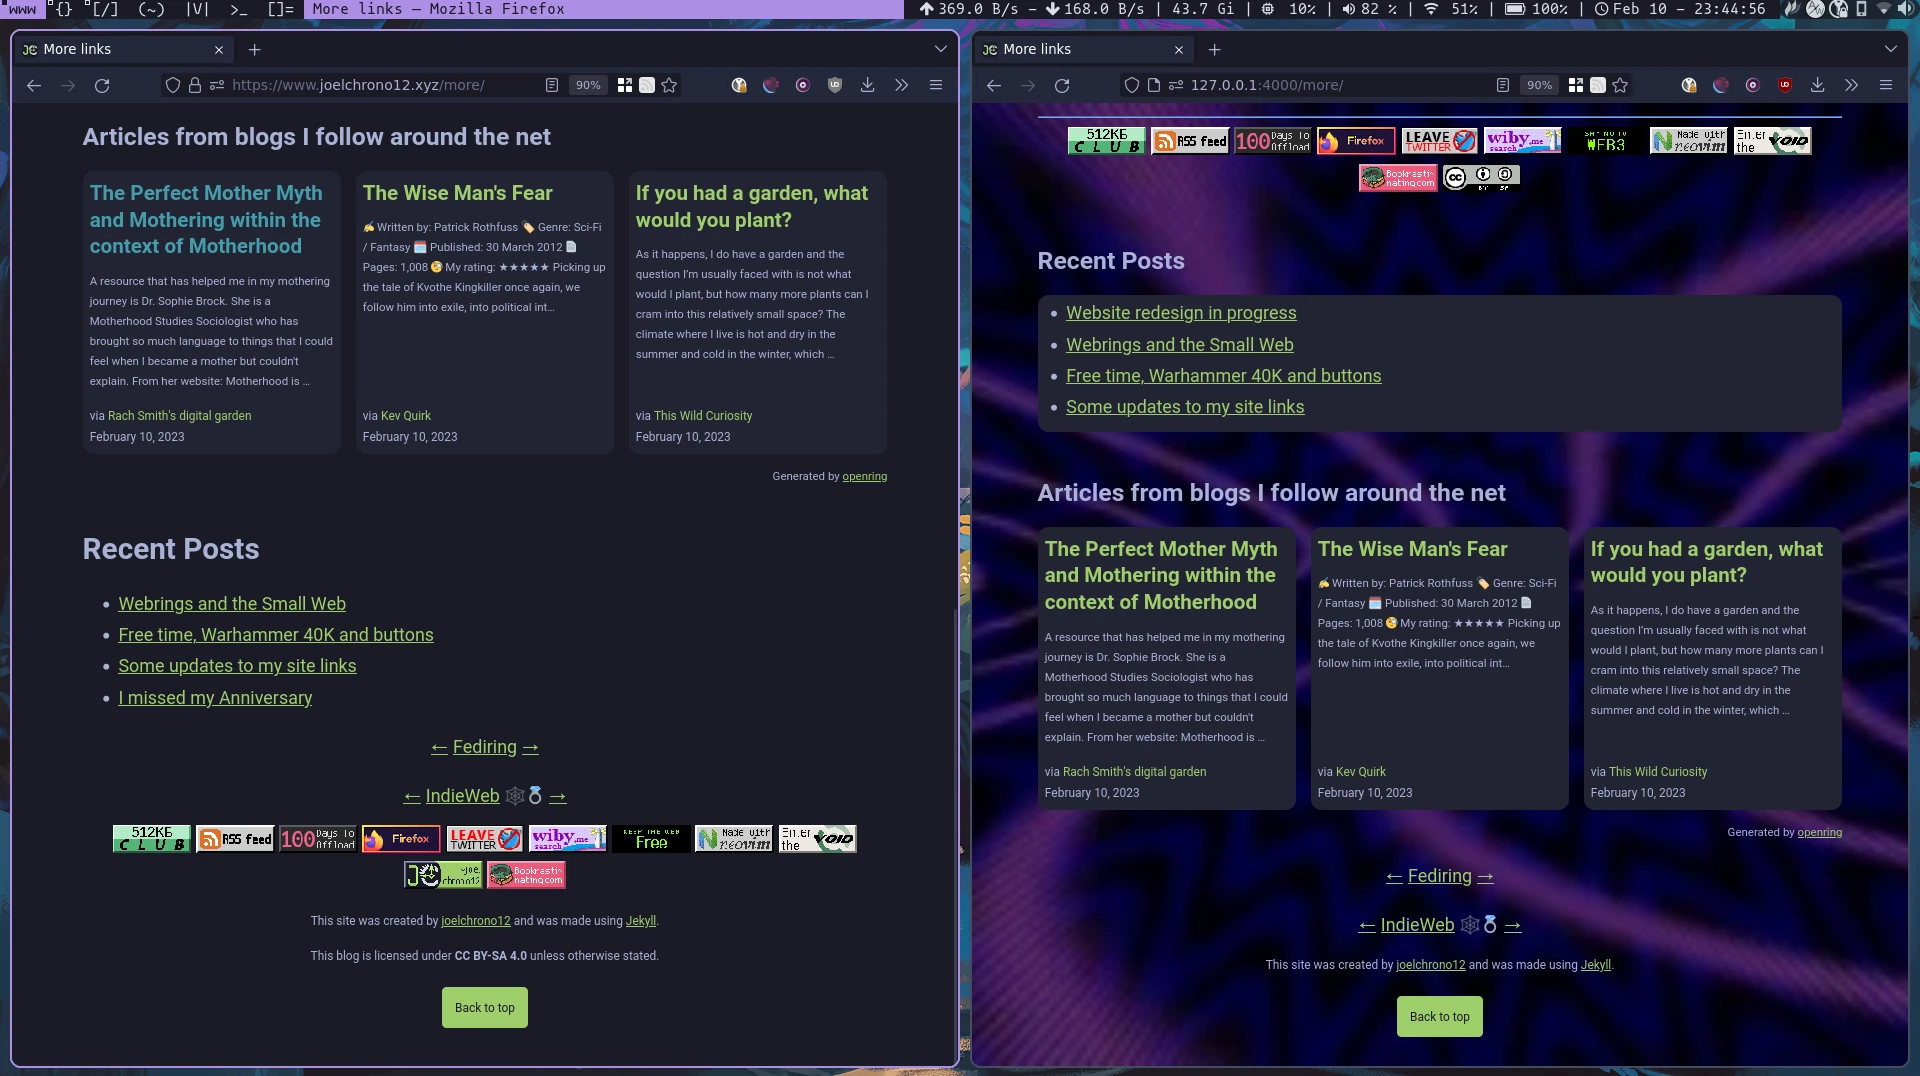 www "{} "[/] (~) |V| >_ []= More links — Mozilla Firefox
369.0 B/s – 168.0 B/s | 43.7 Gi | 10% | 82 % | 51% | 100% | Feb 10 – 23:44:56
More links
https://www.joelchrono12.xyz/more/
90%
Articles from blogs I follow around the net
The Perfect Mother Myth
and Mothering within the
context of Motherhood
A resource that has helped me in my mothering
journey is Dr. Sophie Brock. She is a
Motherhood Studies Sociologist who has
brought so much language to things that I could
feel when I became a mother but couldn't
explain. From her website: Motherhood is …
via Rach Smith's digital garden
February 10, 2023
The Wise Man's Fear
✍️ Written by: Patrick Rothfuss 🏷️ Genre: Sci-Fi
/ Fantasy 🗓️ Published: 30 March 2012 📄
Pages: 1,008 🧐 My rating: ★★★★★ Picking up
the tale of Kvothe Kingkiller once again, we
follow him into exile, into political int…
via Kev Quirk
February 10, 2023
If you had a garden, what
would you plant?
As it happens, I do have a garden and the
question I'm usually faced with is not what
would I plant, but how many more plants can I
cram into this relatively small space? The
climate where I live is hot and dry in the
summer and cold in the winter, which …
via This Wild Curiosity
February 10, 2023
Generated by openring
Recent Posts
• Webrings and the Small Web
• Free time, Warhammer 40K and buttons
• Some updates to my site links
• I missed my Anniversary
← Fediring →
← IndieWeb 🕸️💍 →
512KB CLUB
RSS feed
100 Days To Offload
Firefox
LEAVE TWITTER
wiby.me search
KEEP THE WEB Free
Made with neovim
Enter the VOID
JC ~joel chrono12
Bookrasti- nating.com
This site was created by joelchrono12 and was made using Jekyll.
This blog is licensed under CC BY-SA 4.0 unless otherwise stated.
Back to top
More links
127.0.0.1:4000/more/
90%
512KB CLUB
RSS feed
100 Days To Offload
Firefox
LEAVE TWITTER
wiby.me search
SAY NO TO WEB3
Made with neovim
Enter the VOID
Bookrasti- nating.com
cc BY SA
Recent Posts
• Website redesign in progress
• Webrings and the Small Web
• Free time, Warhammer 40K and buttons
• Some updates to my site links
Articles from blogs I follow around the net
The Perfect Mother Myth
and Mothering within the
context of Motherhood
A resource that has helped me in my mothering
journey is Dr. Sophie Brock. She is a
Motherhood Studies Sociologist who has
brought so much language to things that I could
feel when I became a mother but couldn't
explain. From her website: Motherhood is …
via Rach Smith's digital garden
February 10, 2023
The Wise Man's Fear
✍️ Written by: Patrick Rothfuss 🏷️ Genre: Sci-Fi
/ Fantasy 🗓️ Published: 30 March 2012 📄
Pages: 1,008 🧐 My rating: ★★★★★ Picking up
the tale of Kvothe Kingkiller once again, we
follow him into exile, into political int…
via Kev Quirk
February 10, 2023
If you had a garden, what
would you plant?
As it happens, I do have a garden and the
question I'm usually faced with is not what
would I plant, but how many more plants can I
cram into this relatively small space? The
climate where I live is hot and dry in the
summer and cold in the winter, which …
via This Wild Curiosity
February 10, 2023
Generated by openring
← Fediring →
← IndieWeb 🕸️💍 →
This site was created by joelchrono12 and was made using Jekyll.
Back to top